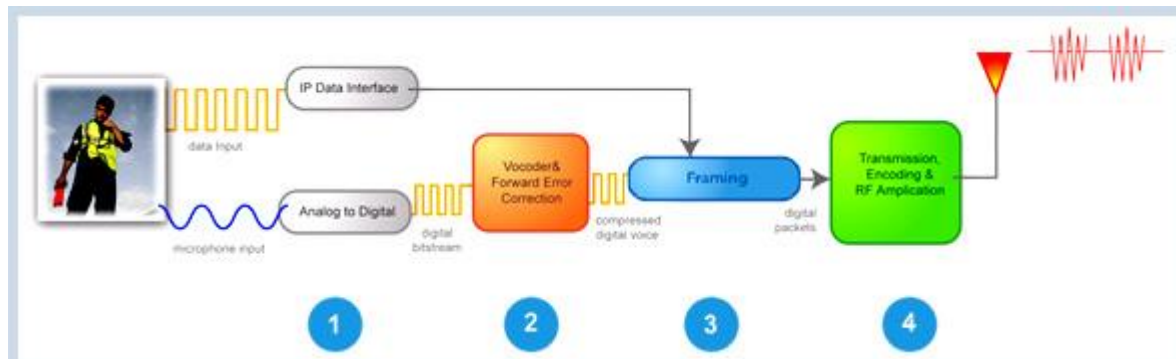 IP Data Interface
data Input
Vocoder&
Forward Error
Correction
Transmission,
Encoding &
RF Amplication
Framing
Analog to Digital
microphone input
digital
bitstream
compressed
digital voice
digital
packets
1
2
3
4